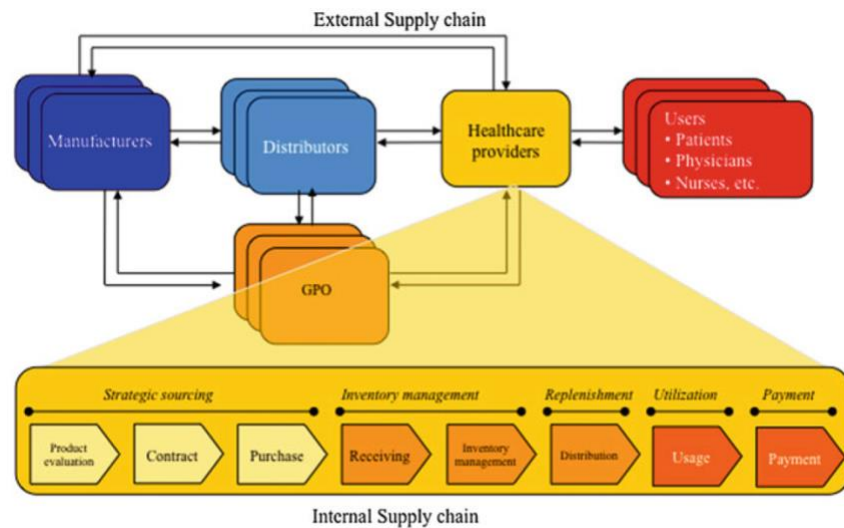 External Supply chain
Manufacturers
Distributors
Healthcare
providers
Users
• Patients
• Physicians
• Nurses, etc.
GPO
Strategic sourcing
Inventory management
Replenishment
Utilization
Payment
Product
evaluation
Contract
Purchase
Receiving
Inventory
management
Distribution
Usage
Payment
Internal Supply chain